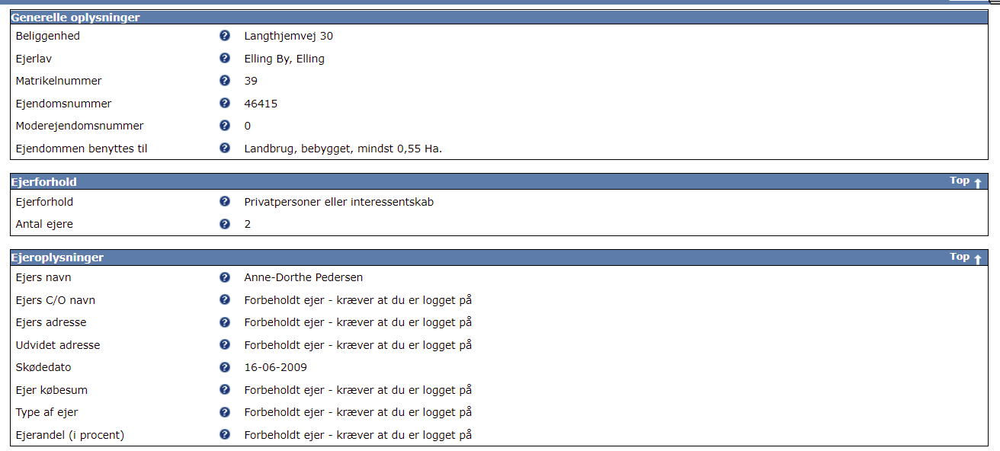 Generelle oplysninger
Beliggenhed ? Langthjemvej 30
Ejerlav ? Elling By, Elling
Matrikelnummer ? 39
Ejendomsnummer ? 46415
Moderejendomsnummer ? 0
Ejendommen benyttes til ? Landbrug, bebygget, mindst 0,55 Ha.
Ejerforhold Top ↑
Ejerforhold ? Privatpersoner eller interessentskab
Antal ejere ? 2
Ejeroplysninger Top ↑
Ejers navn ? Anne-Dorthe Pedersen
Ejers C/O navn ? Forbeholdt ejer - kræver at du er logget på
Ejers adresse ? Forbeholdt ejer - kræver at du er logget på
Udvidet adresse ? Forbeholdt ejer - kræver at du er logget på
Skødedato ? 16-06-2009
Ejer købesum ? Forbeholdt ejer - kræver at du er logget på
Type af ejer ? Forbeholdt ejer - kræver at du er logget på
Ejerandel (i procent) ? Forbeholdt ejer - kræver at du er logget på